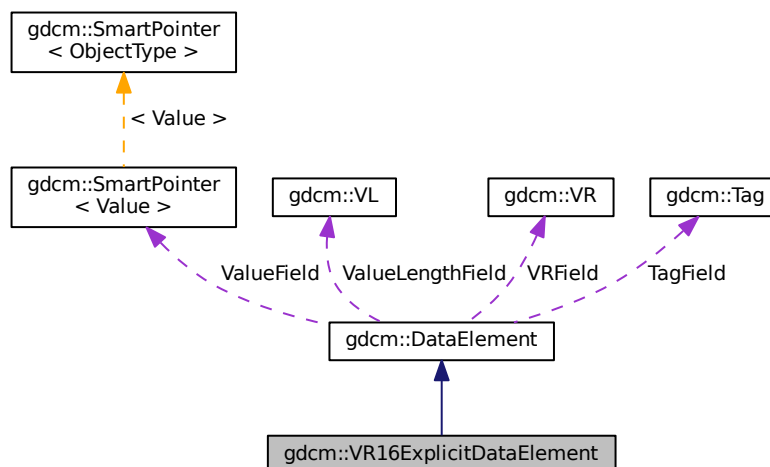 gdcm::SmartPointer
< ObjectType >
< Value >
gdcm::SmartPointer
< Value >
gdcm::VL
gdcm::VR
gdcm::Tag
ValueField
ValueLengthField
VRField
TagField
gdcm::DataElement
gdcm::VR16ExplicitDataElement